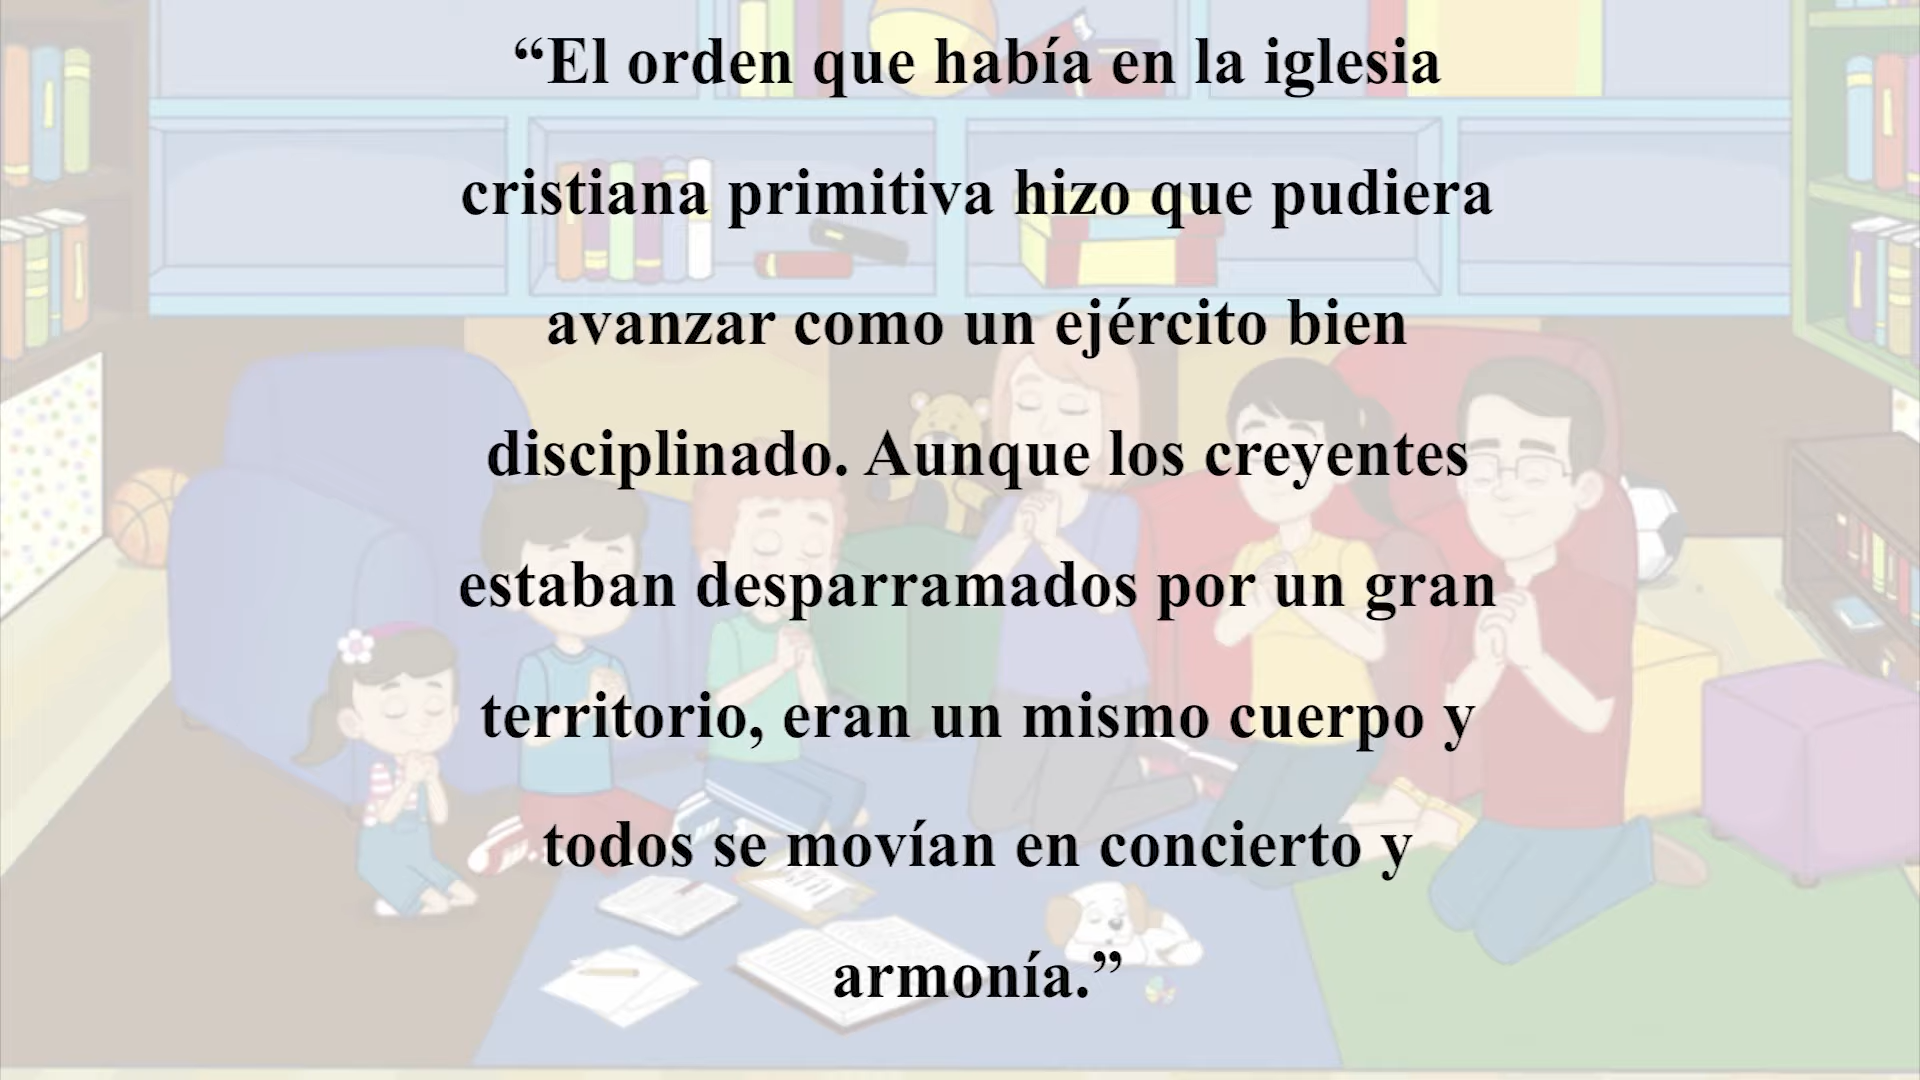 “El orden que había en la iglesia
cristiana primitiva hizo que pudiera
avanzar como un ejército bien
disciplinado. Aunque los creyentes
estaban desparramados por un gran
territorio, eran un mismo cuerpo y
todos se movían en concierto y
armonía.”